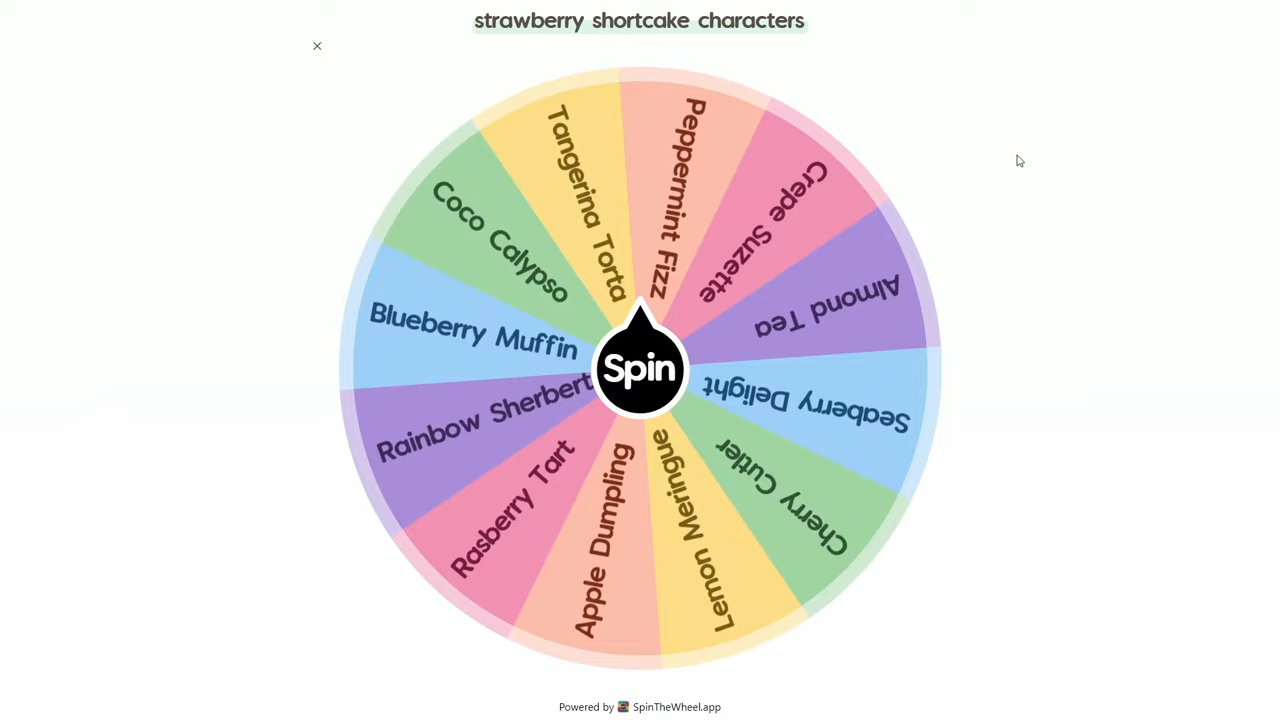 strawberry shortcake characters
×
Peppermint Fizz
Crepe Suzette
Almond Tea
Seaberry Delight
Cherry Cutler
Lemon Meringue
Apple Dumpling
Rasberry Tart
Rainbow Sherbert
Blueberry Muffin
Coco Calypso
Tangerina Torta
Spin
Powered by SpinTheWheel.app